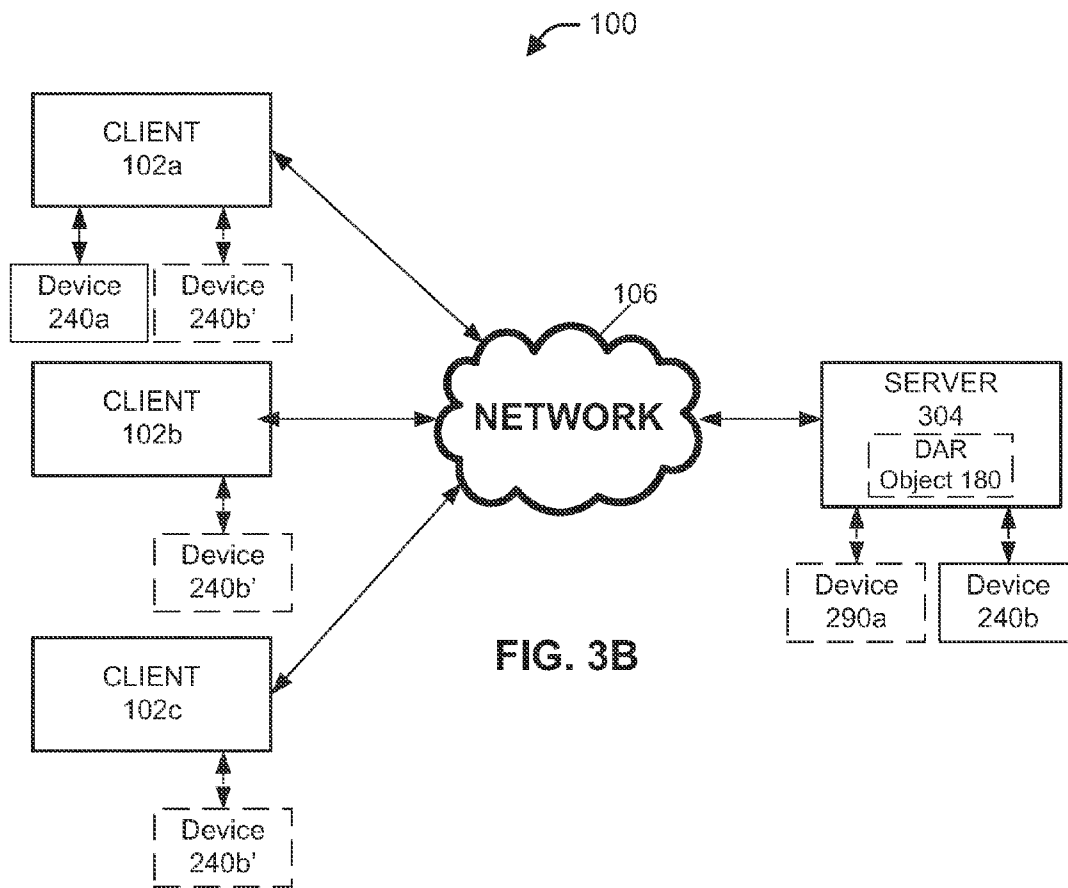 100
CLIENT
102a
Device
240a
Device
240b'
CLIENT
102b
Device
240b'
CLIENT
102c
Device
240b'
106
NETWORK
SERVER
304
DAR
Object 180
Device
290a
Device
240b
FIG. 3B